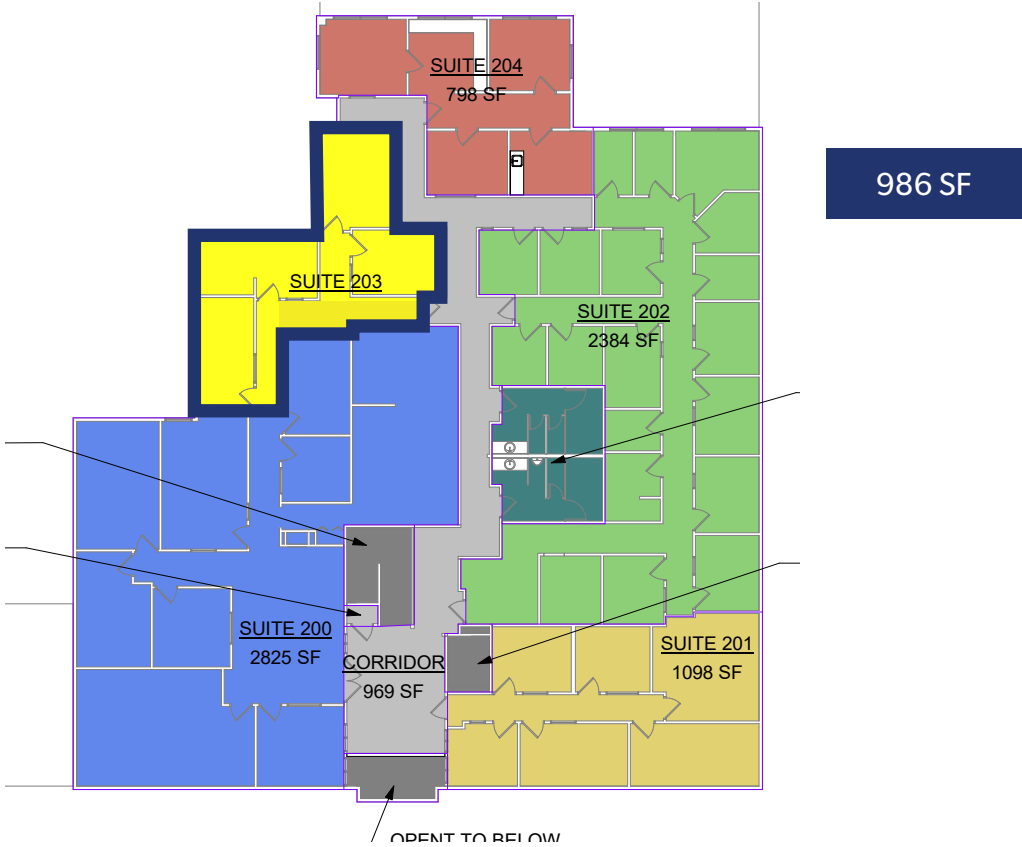 SUITE 204
798 SF
986 SF
SUITE 203
SUITE 202
2384 SF
SUITE 200
2825 SF
SUITE 201
1098 SF
CORRIDOR
969 SF
OPENT TO BELOW